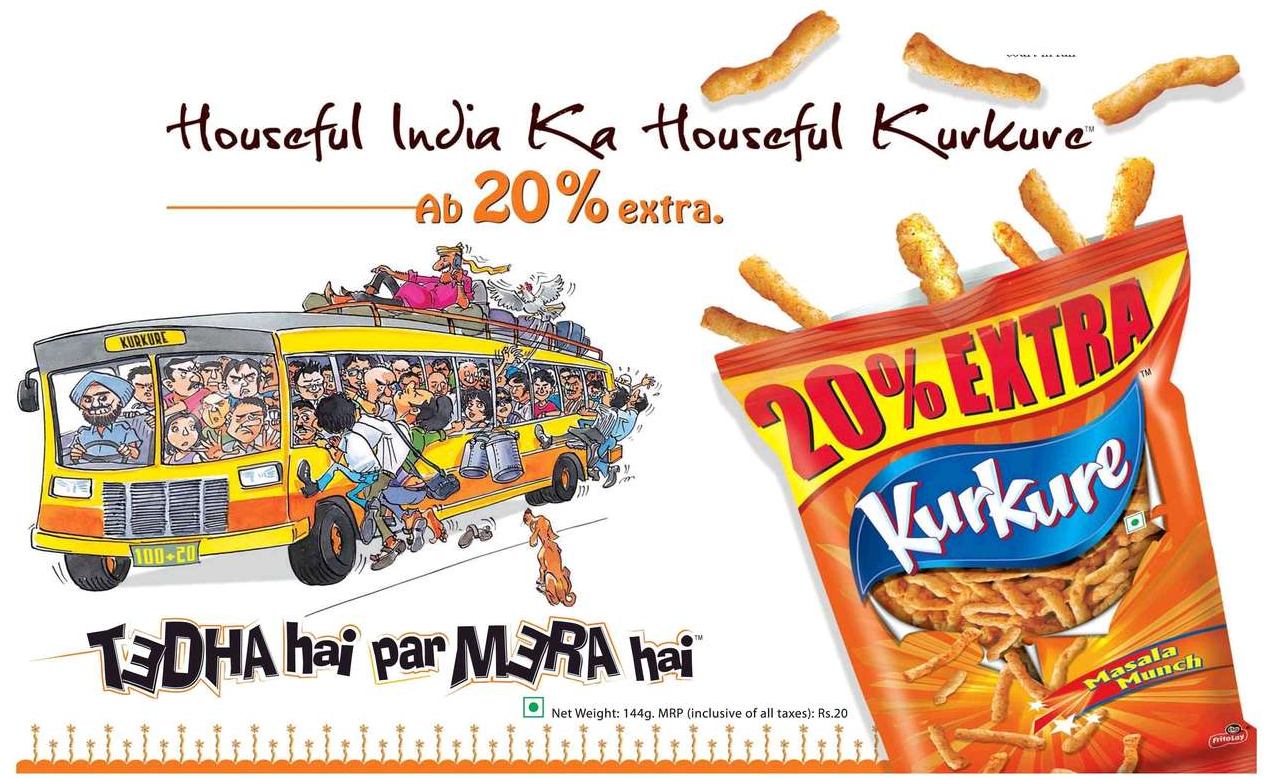 Houseful India Ka Houseful Kurkure™
Ab 20% extra.
KURKURE
100+20
20% EXTRA
Kurkure™
Masala
Munch
FritoLay
TEDHA hai par MERA hai™
Net Weight: 144g. MRP (inclusive of all taxes): Rs.20